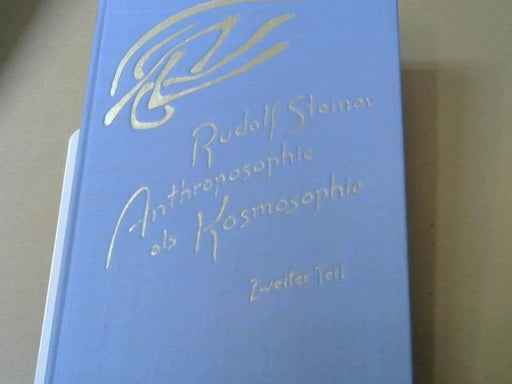 Rudolf Steiner
Anthroposophie
als Kosmosophie
Zweiter Teil